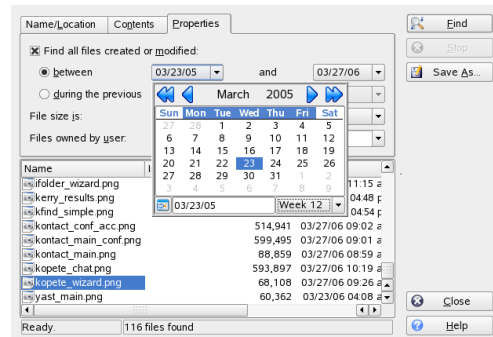 Name/Location Contents Properties
Find
Find all files created or modified:
Stop
between 03/23/05 and 03/27/06
Save As...
during the previous
March 2005
File size is:
Sun Mon Tue Wed Thu Fri Sat
27 28 1 2 3 4 5
Files owned by user:
6 7 8 9 10 11 12
13 14 15 16 17 18 19
20 21 22 23 24 25 26
27 28 29 30 31 1 2
3 4 5 6 7 8 9
03/23/05 Week 12
Name
ifolder_wizard.png 11:15 a
kerry_results.png 04:48 p
kfind_simple.png 04:54 p
kontact_conf_acc.png 514,941 03/27/06 09:02 a
kontact_main_conf.png 599,495 03/27/06 09:01 a
kontact_main.png 88,859 03/27/06 08:59 a
kopete_chat.png 593,897 03/27/06 10:19 a
kopete_wizard.png 68,108 03/27/06 09:26 a
yast_main.png 60,362 03/23/06 04:08 a
Close
Ready. 116 files found
Help